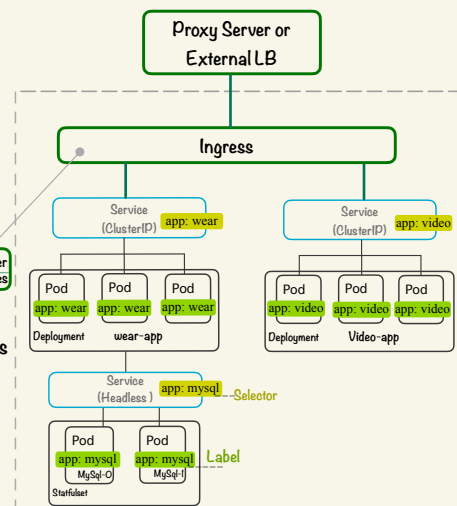 Proxy Server or
External LB
Ingress
Service
(ClusterIP)
app: wear
Service
(ClusterIP)
app: video
Pod
app: wear
Pod
app: wear
Pod
app: wear
Deployment
wear-app
Pod
app: video
Pod
app: video
Pod
app: video
Deployment
Video-app
Service
(Headless )
app: mysql
Selector
Pod
app: mysql
MySql-0
Pod
app: mysql
MySql-1
Label
Statfulset